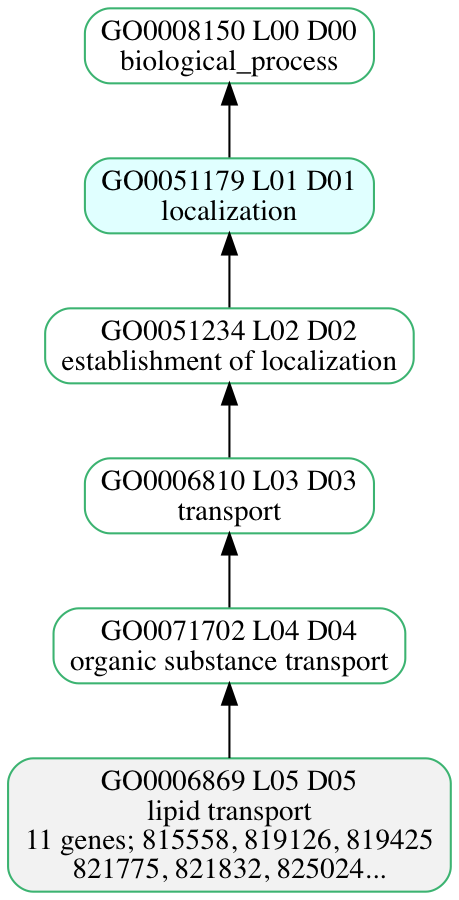 GO0008150 L00 D00
biological_process
GO0051179 L01 D01
localization
GO0051234 L02 D02
establishment of localization
GO0006810 L03 D03
transport
GO0071702 L04 D04
organic substance transport
GO0006869 L05 D05
lipid transport
11 genes; 815558, 819126, 819425
821775, 821832, 825024...